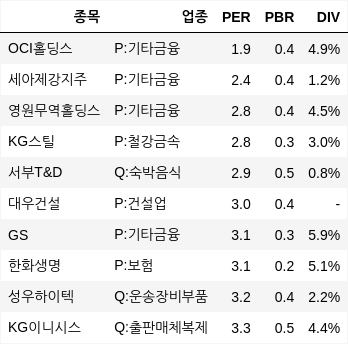 종목 업종 PER PBR DIV
OCI홀딩스 P:기타금융 1.9 0.4 4.9%
세아제강지주 P:기타금융 2.4 0.4 1.2%
영원무역홀딩스 P:기타금융 2.8 0.4 4.5%
KG스틸 P:철강금속 2.8 0.3 3.0%
서부T&D Q:숙박음식 2.9 0.5 0.8%
대우건설 P:건설업 3.0 0.4 -
GS P:기타금융 3.1 0.3 5.9%
한화생명 P:보험 3.1 0.2 5.1%
성우하이텍 Q:운송장비부품 3.2 0.4 2.2%
KG이니시스 Q:출판매체복제 3.3 0.5 4.4%